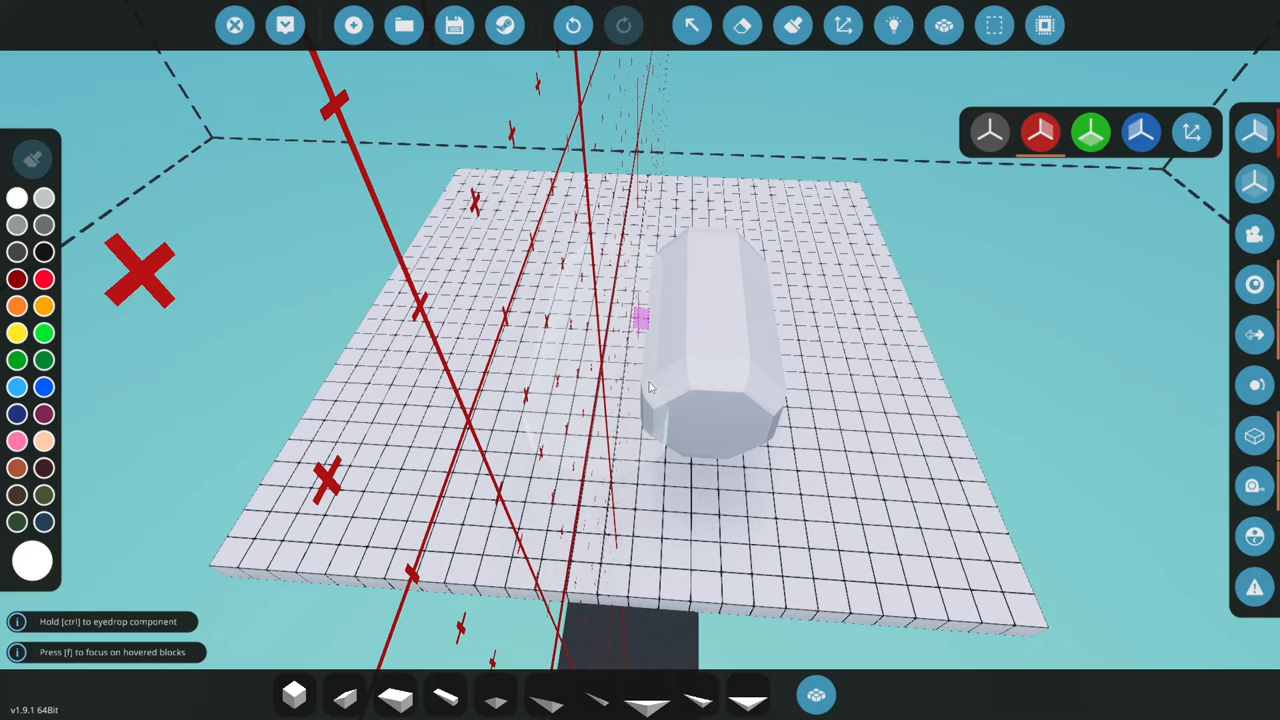 Hold [ctrl] to eyedrop component
Press [f] to focus on hovered blocks
v1.9.1 64Bit